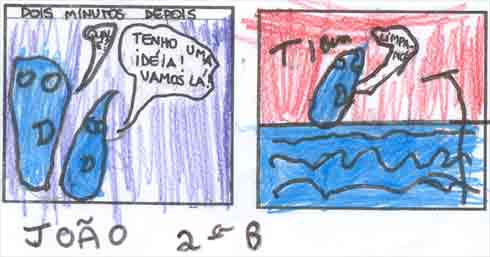 DOIS MINUTOS DEPOIS
QUAL
É?
TENHO UMA
IDÉIA!
VAMOS LÁ!
TIBUM
JOÃO 2ª B